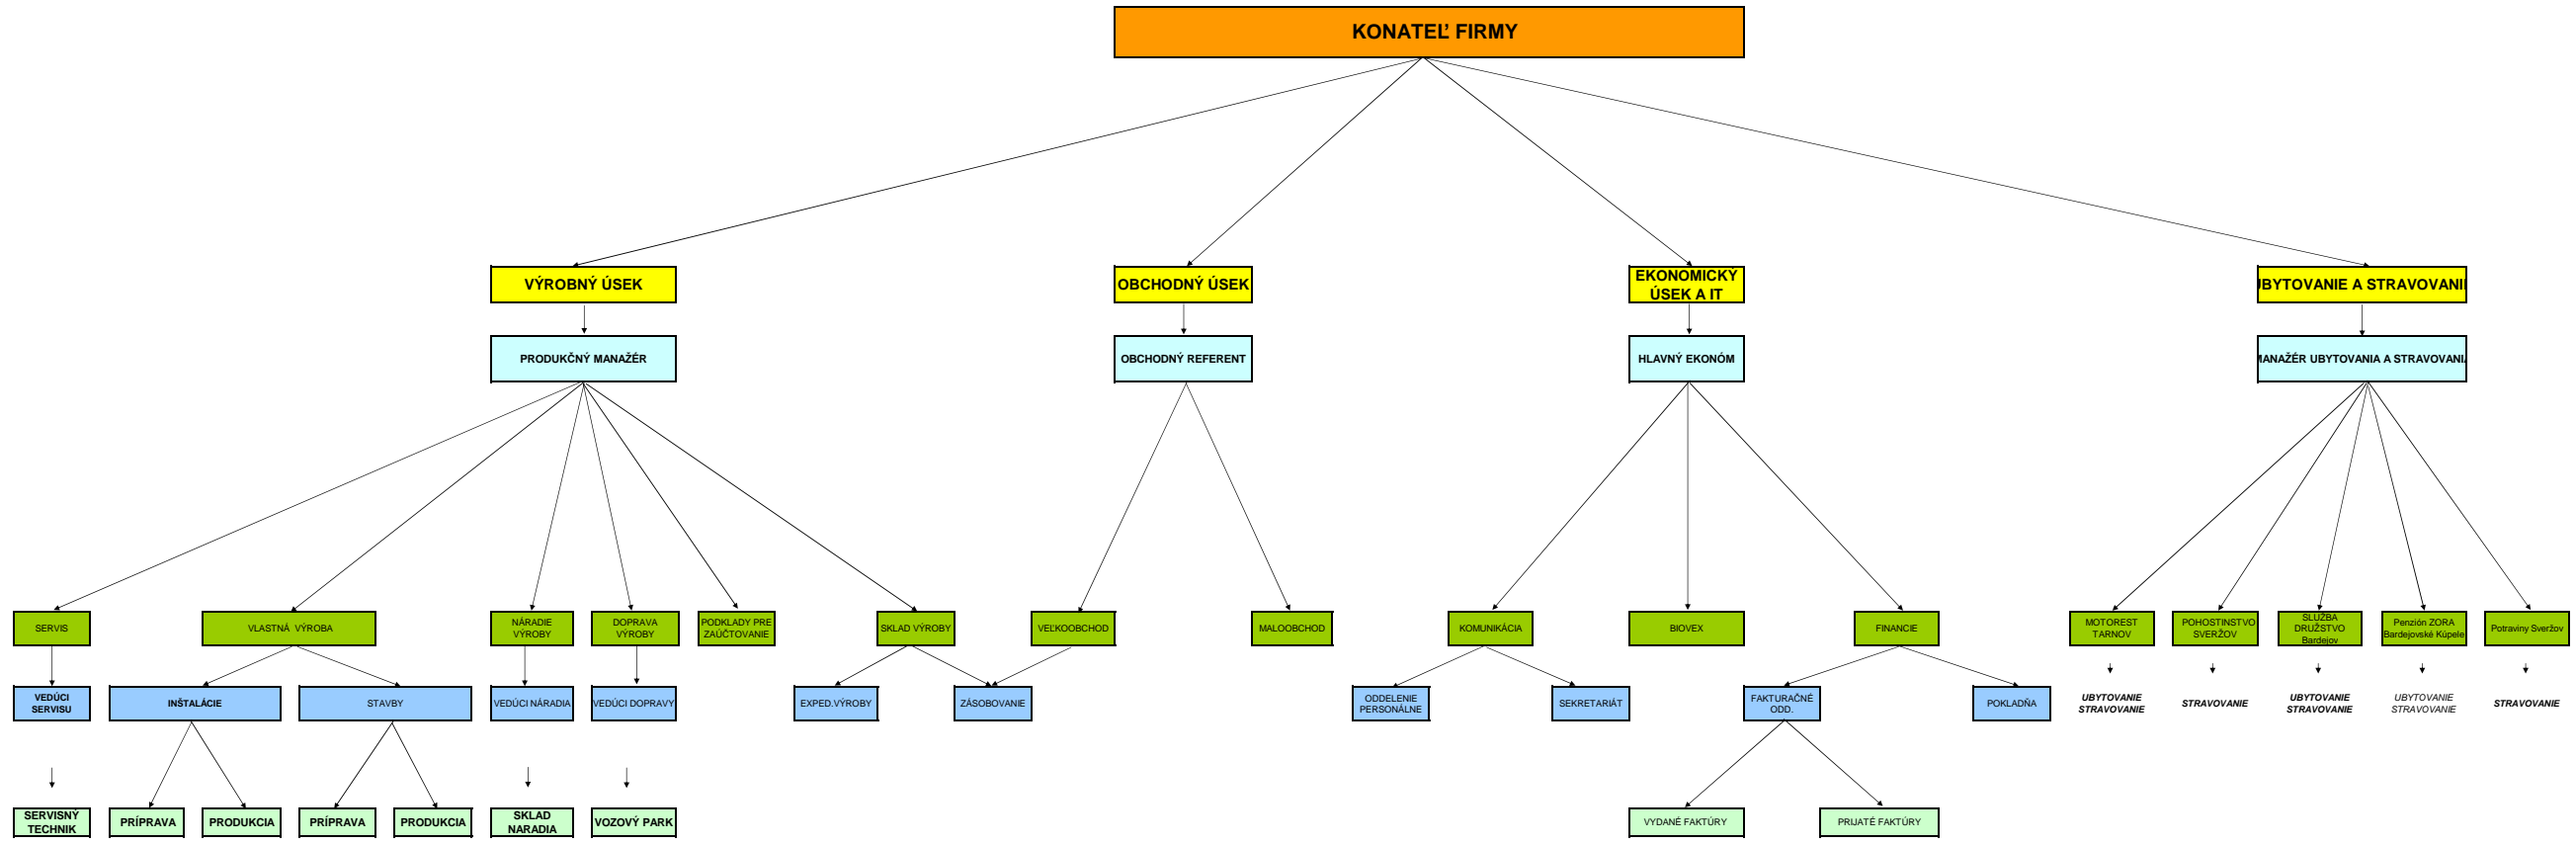 KONATEĽ FIRMY
VÝROBNÝ ÚSEK
OBCHODNÝ ÚSEK
EKONOMICKÝ
ÚSEK A IT
UBYTOVANIE A STRAVOVANIE
PRODUKČNÝ MANAŽÉR
OBCHODNÝ REFERENT
HLAVNÝ EKONÓM
MANAŽÉR UBYTOVANIA A STRAVOVANIA
SERVIS
VLASTNÁ VÝROBA
NÁRADIE
VÝROBY
DOPRAVA
VÝROBY
PODKLADY PRE
ZAÚČTOVANIE
SKLAD VÝROBY
VEĽKOOBCHOD
MALOOBCHOD
KOMUNIKÁCIA
BIOVEX
FINANCIE
MOTOREST
TARNOV
POHOSTINSTVO
SVERŽOV
SLUŽBA
DRUŽSTVO
Bardejov
Penzión ZORA
Bardejovské Kúpele
Potraviny Sveržov
VEDÚCI
SERVISU
INŠTALÁCIE
STAVBY
VEDÚCI NÁRADIA
VEDÚCI DOPRAVY
EXPED.VÝROBY
ZÁSOBOVANIE
ODDELENIE
PERSONÁLNE
SEKRETARIÁT
FAKTURAČNÉ
ODD.
POKLADŇA
UBYTOVANIE
STRAVOVANIE
STRAVOVANIE
UBYTOVANIE
STRAVOVANIE
UBYTOVANIE
STRAVOVANIE
STRAVOVANIE
SERVISNÝ
TECHNIK
PRÍPRAVA
PRODUKCIA
PRÍPRAVA
PRODUKCIA
SKLAD
NARADIA
VOZOVÝ PARK
VYDANÉ FAKTÚRY
PRIJATÉ FAKTÚRY